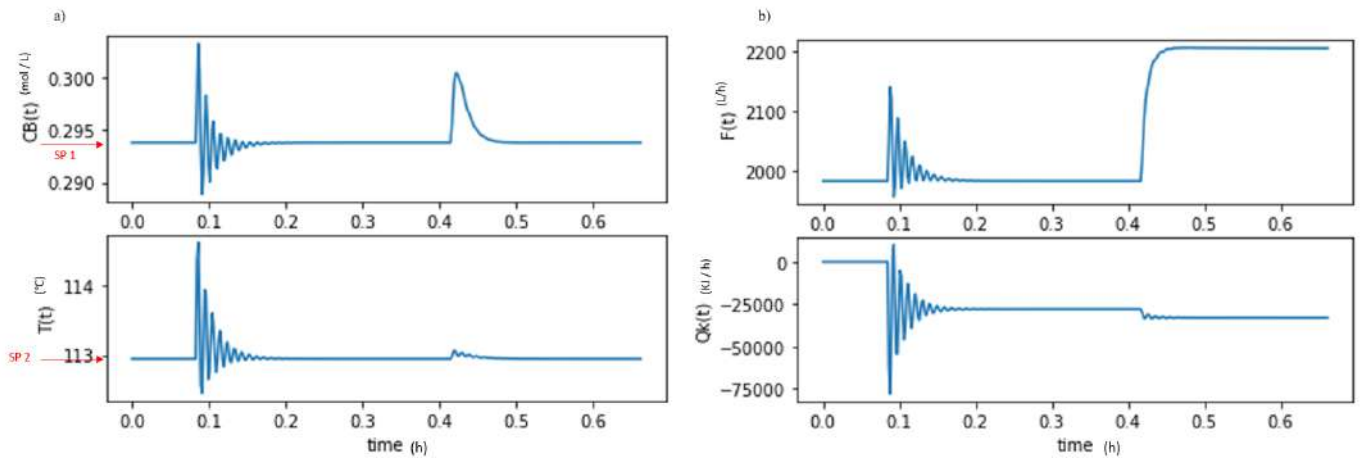 a)
CB(t) (mol / L)
0.300
0.295
0.290
SP 1
0.0 0.1 0.2 0.3 0.4 0.5 0.6
T(t) (°C)
114
113
SP 2
0.0 0.1 0.2 0.3 0.4 0.5 0.6
time (h)
b)
F(t) (L/h)
2200
2100
2000
0.0 0.1 0.2 0.3 0.4 0.5 0.6
Qk(t) (KJ / h)
0
−25000
−50000
−75000
0.0 0.1 0.2 0.3 0.4 0.5 0.6
time (h)